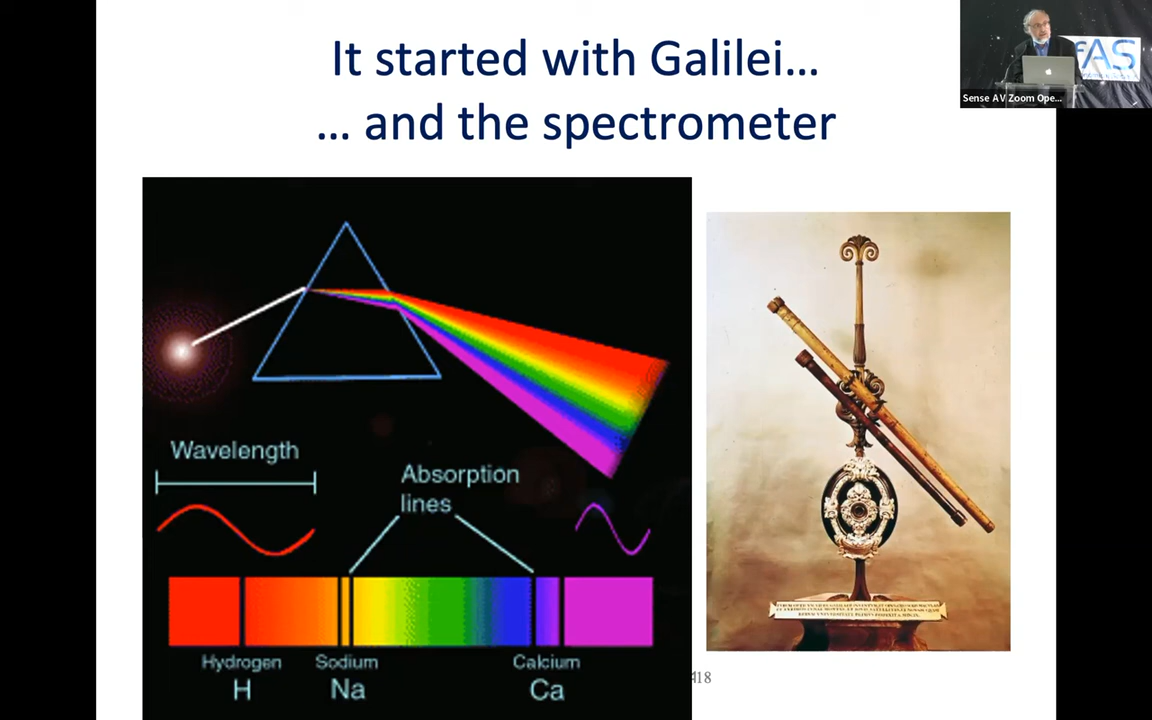 It started with Galilei…
… and the spectrometer
fAS
Sense AV Zoom Ope...
Wavelength
Absorption
lines
Hydrogen
Sodium
Calcium
H
Na
Ca
418